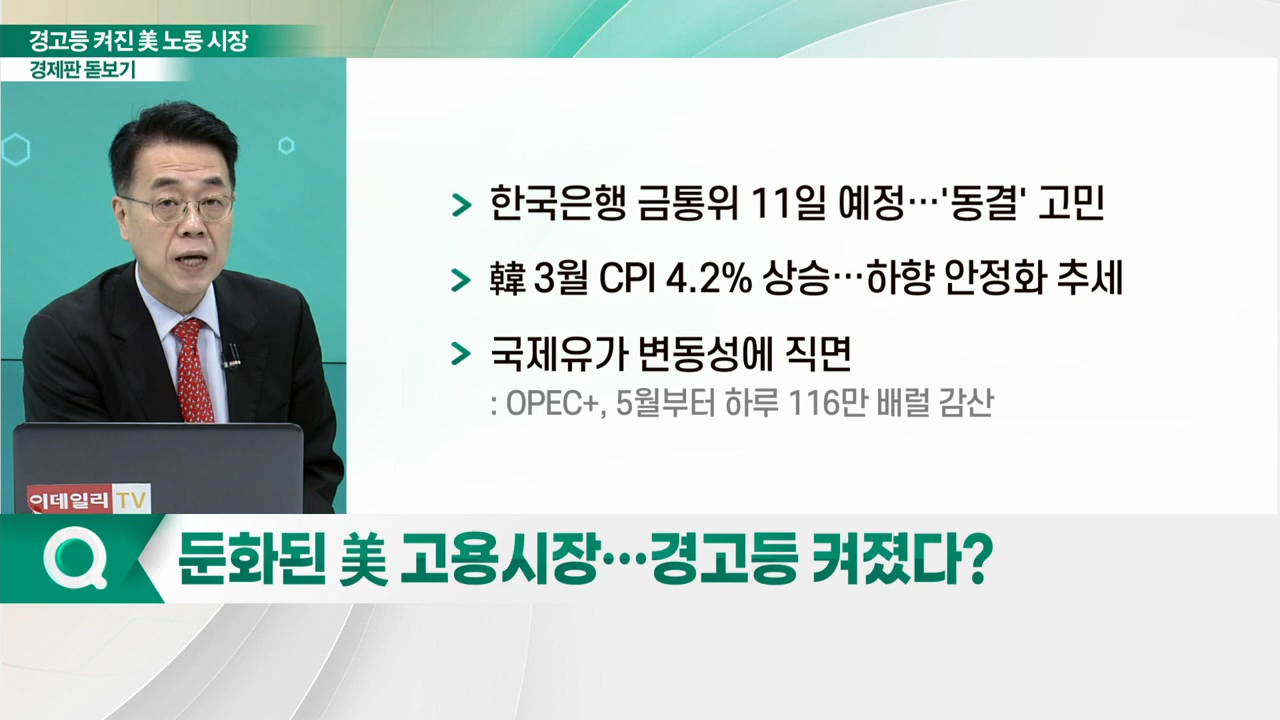 경고등 켜진 美 노동 시장
경제판 돋보기
> 한국은행 금통위 11일 예정…'동결' 고민
> 韓 3월 CPI 4.2% 상승…하향 안정화 추세
> 국제유가 변동성에 직면
: OPEC+, 5월부터 하루 116만 배럴 감산
이데일리 TV
둔화된 美 고용시장…경고등 켜졌다?